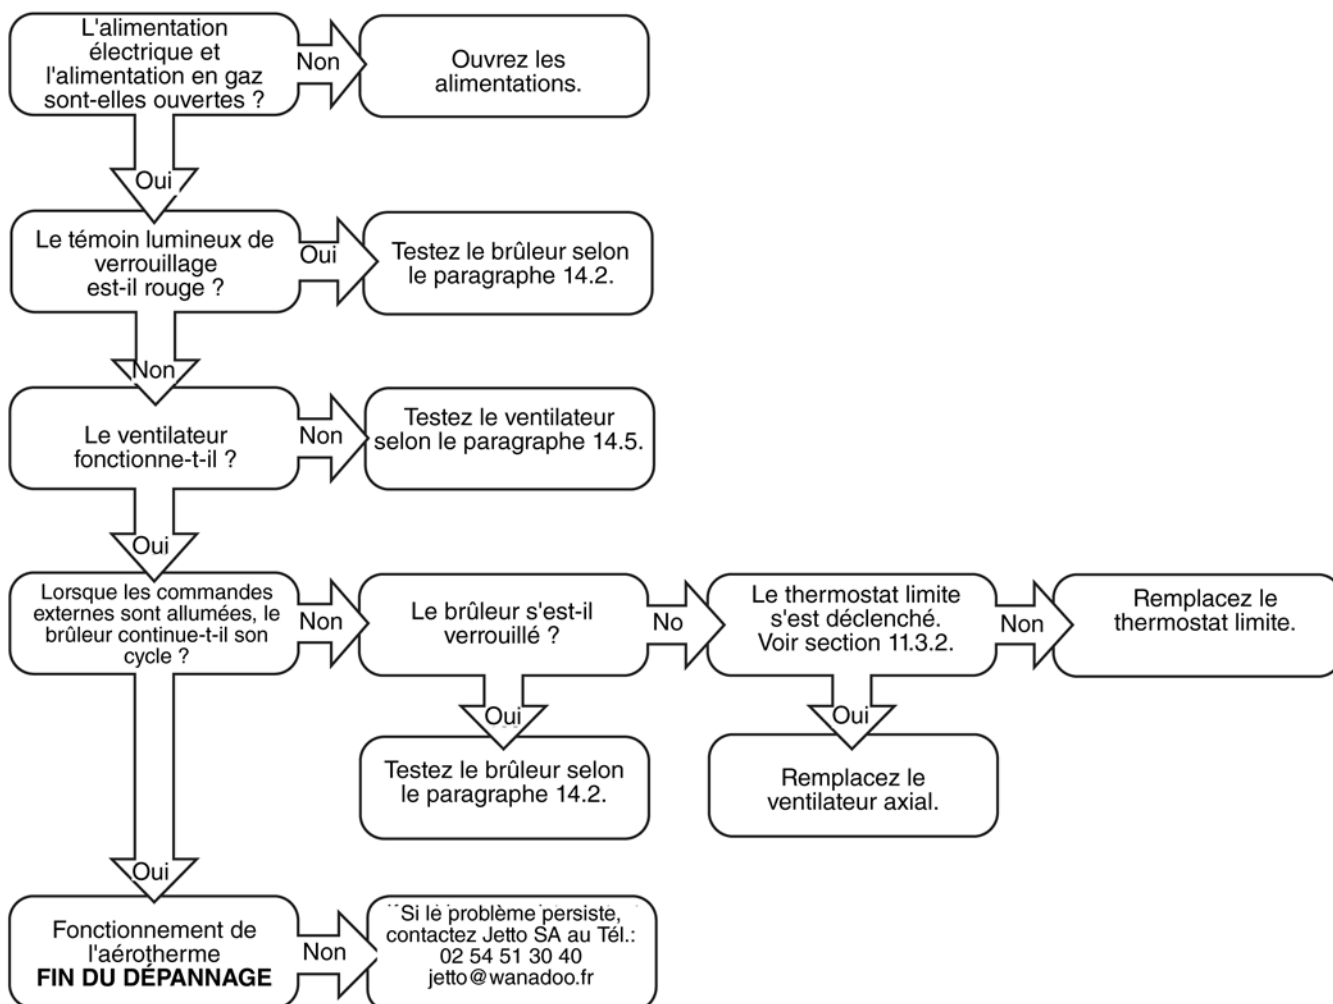 L'alimentation
électrique et
l'alimentation en gaz
sont-elles ouvertes ?
Non
Ouvrez les
alimentations.
Oui
Le témoin lumineux de
verrouillage
est-il rouge ?
Oui
Testez le brûleur selon
le paragraphe 14.2.
Non
Le ventilateur
fonctionne-t-il ?
Non
Testez le ventilateur
selon le paragraphe 14.5.
Oui
Lorsque les commandes
externes sont allumées, le
brûleur continue-t-il son
cycle ?
Non
Le brûleur s'est-il
verrouillé ?
No
Le thermostat limite
s'est déclenché.
Voir section 11.3.2.
Non
Remplacez le
thermostat limite.
Oui
Testez le brûleur selon
le paragraphe 14.2.
Oui
Remplacez le
ventilateur axial.
Oui
Fonctionnement de
l'aérotherme
FIN DU DÉPANNAGE
Non
Si le problème persiste,
contactez Jetto SA au Tél.:
02 54 51 30 40
jetto@wanadoo.fr